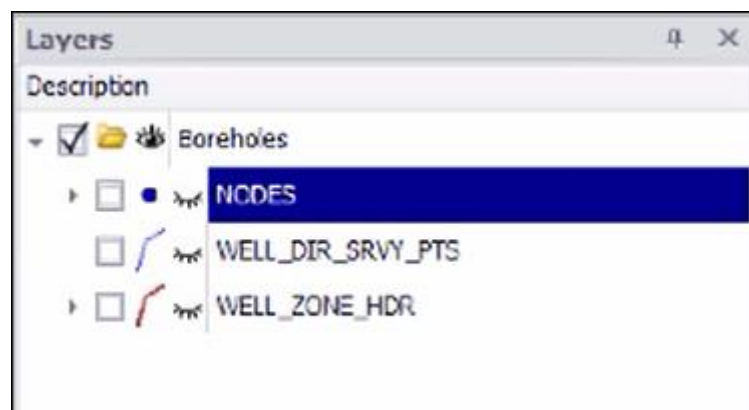 Layers
Description
Boreholes
NODES
WELL_DIR_SRVY_PTS
WELL_ZONE_HDR